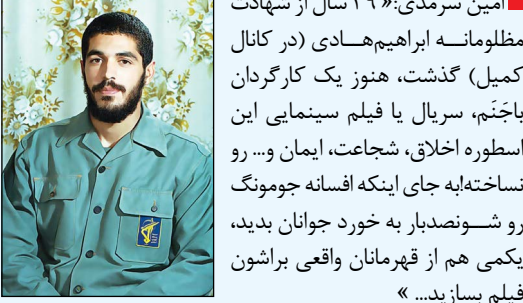 امین سرمدی:« ۳۹ سال از شهادت
مظلومانه ابراهیم‌هادی (در کانال
کمیل) گذشت، هنوز یک کارگردان
باجَنَم، سریال یا فیلم سینمایی این
اسطوره اخلاق، شجاعت، ایمان و... رو
نساخته!به جای اینکه افسانه جومونگ
رو شونصدبار به خورد جوانان بدید،
یکمی هم از قهرمانان واقعی براشون
فیلم بسازید... »